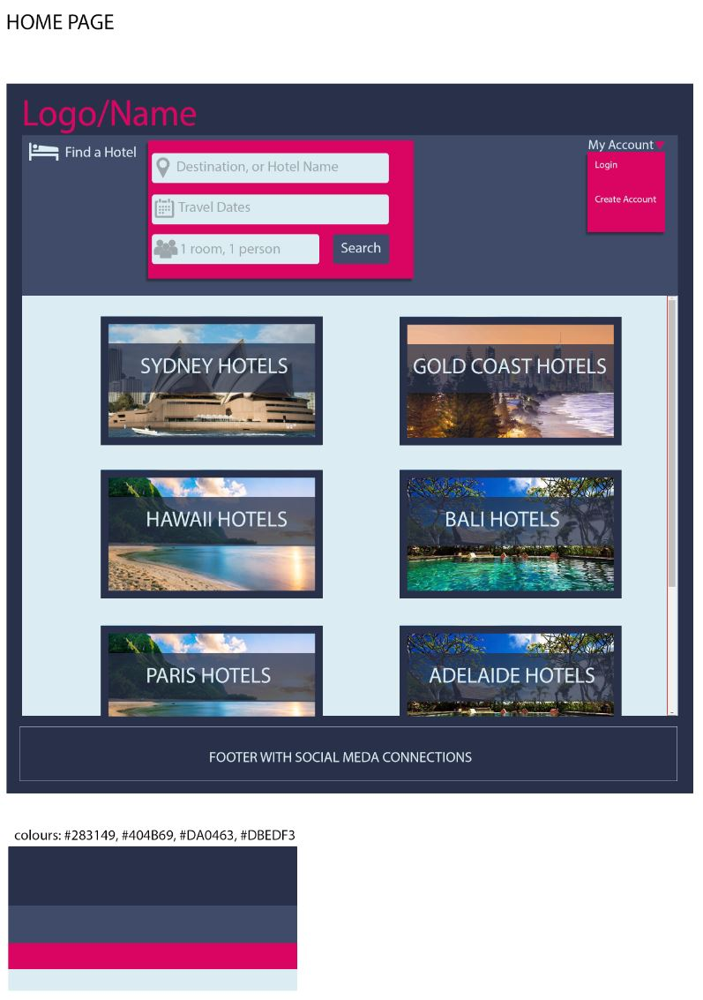 HOME PAGE
Logo/Name
Find a Hotel
Destination, or Hotel Name
Travel Dates
1 room, 1 person
Search
My Account
Login
Create Account
SYDNEY HOTELS
GOLD COAST HOTELS
HAWAII HOTELS
BALI HOTELS
PARIS HOTELS
ADELAIDE HOTELS
FOOTER WITH SOCIAL MEDA CONNECTIONS
colours: #283149, #404B69, #DA0463, #DBEDF3